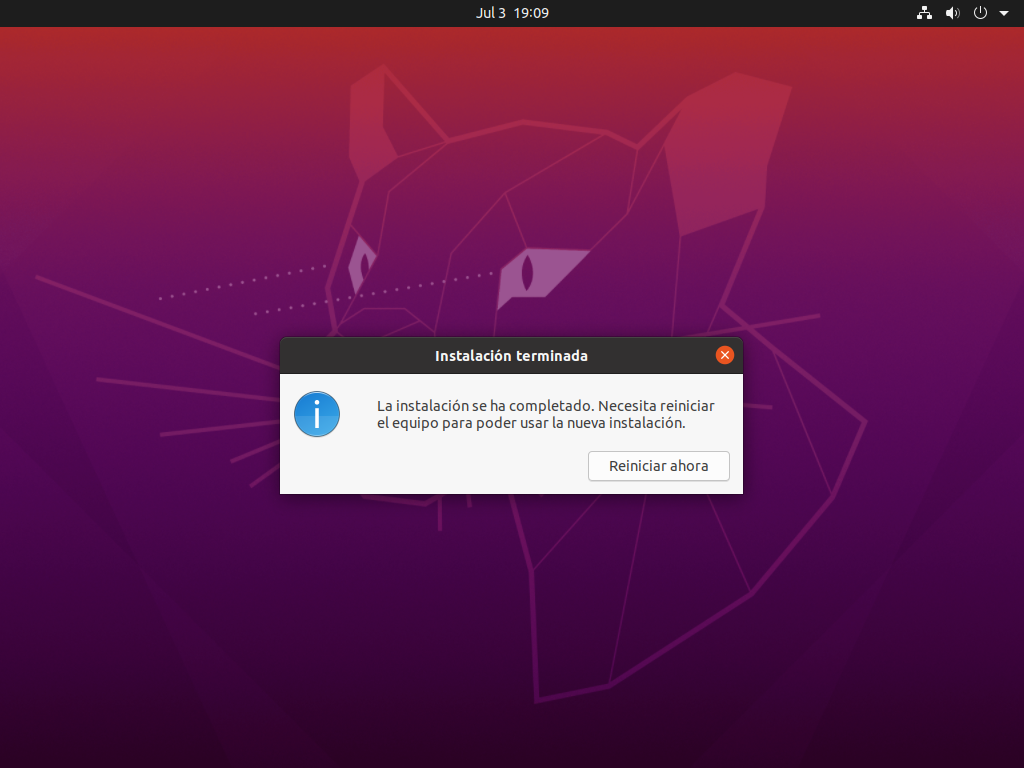 Jul 3  19:09
Instalación terminada
La instalación se ha completado. Necesita reiniciar
el equipo para poder usar la nueva instalación.
Reiniciar ahora